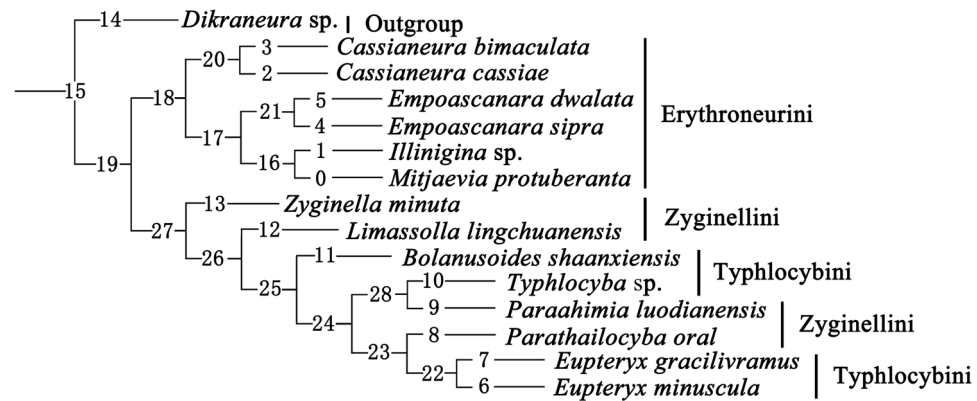 14 Dikraneura sp. Outgroup
3 Cassianeura bimaculata
20
2 Cassianeura cassiae
15
18
5 Empoascanara dwalata
21
Erythroneurini
4 Empoascanara sipra
17
1 Illinigina sp.
16
19
0 Mitjaevia protuberanta
13 Zyginella minuta
Zyginellini
27
12 Limassolla lingchuanensis
26
11 Bolanusoides shaanxiensis
Typhlocybini
25
10 Typhlocyba sp.
28
9 Paraahimia luodianensis
24
Zyginellini
8 Parathailocyba oral
23
7 Eupteryx gracilivramus
22
Typhlocybini
6 Eupteryx minuscula